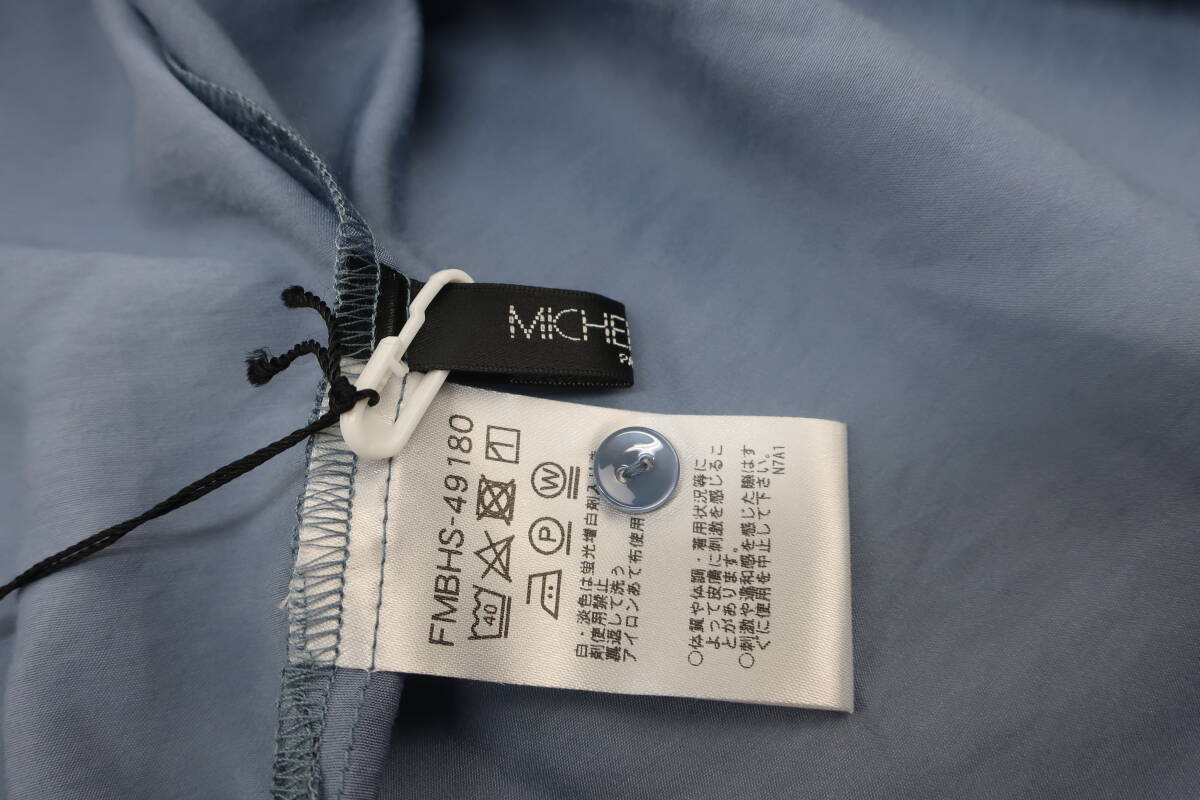 MICHE
PA
FMBHS-49180
40
P
W
白・淡色は蛍光増白剤入り
剤使用禁止
裏返して洗う
アイロンあて布使用
○体質や体調・着用状況等に
よって皮膚に刺激を感じるこ
とがあります。
○刺激や違和感を感じた際はす
ぐに使用を中止して下さい。
N7A1